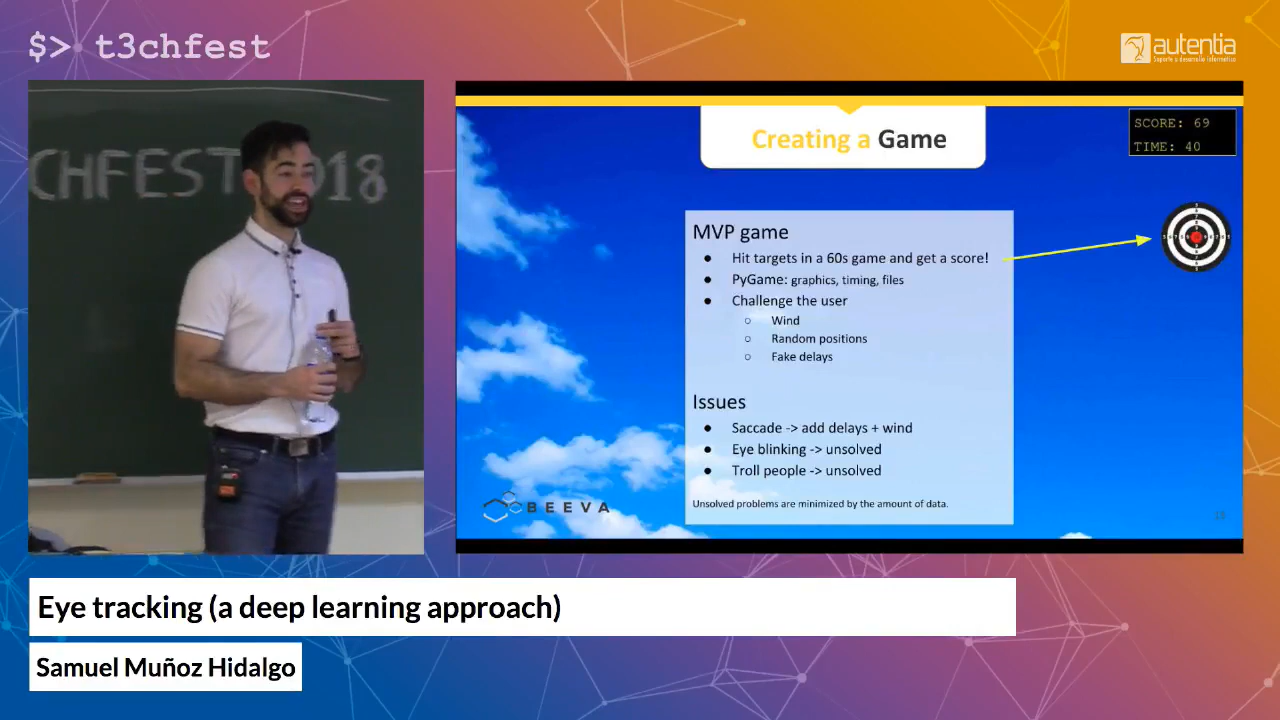 $> t3chfest
autentia
Soporte a desarrollo informático
CHFEST 2018
Creating a Game
SCORE: 69
TIME: 40
MVP game
● Hit targets in a 60s game and get a score!
● PyGame: graphics, timing, files
● Challenge the user
○ Wind
○ Random positions
○ Fake delays
Issues
● Saccade -> add delays + wind
● Eye blinking -> unsolved
● Troll people -> unsolved
Unsolved problems are minimized by the amount of data.
BEEVA
Eye tracking (a deep learning approach)
Samuel Muñoz Hidalgo